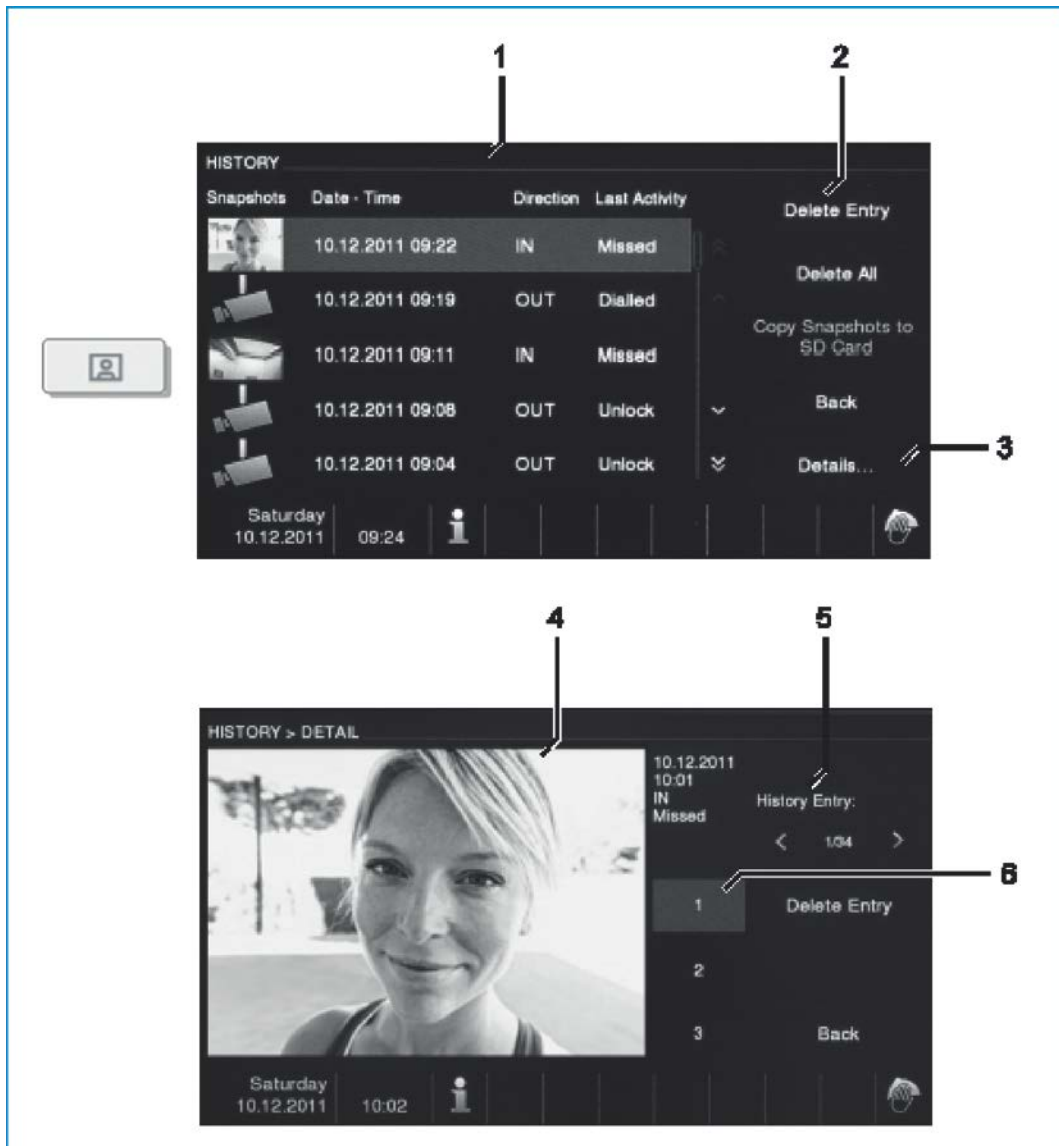 1
2
HISTORY
Snapshots Date - Time Direction Last Activity
Delete Entry
10.12.2011 09:22 IN Missed
Delete All
10.12.2011 09:19 OUT Dialled
Copy Snapshots to
SD Card
10.12.2011 09:11 IN Missed
Back
10.12.2011 09:08 OUT Unlock
3
10.12.2011 09:04 OUT Unlock
Details...
Saturday
10.12.2011 09:24 i
4
5
HISTORY > DETAIL
10.12.2011
10:01
IN
Missed
History Entry:
< 1/34 >
6
1
Delete Entry
2
3
Back
Saturday
10.12.2011 10:02 i